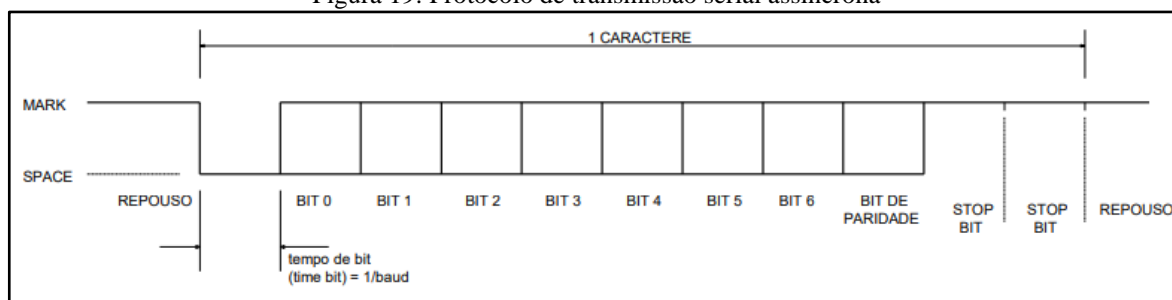 Figura 19: Protocolo de transmissão serial assíncrona
1 CARACTERE
MARK
SPACE
REPOUSO
BIT 0
BIT 1
BIT 2
BIT 3
BIT 4
BIT 5
BIT 6
BIT DE
PARIDADE
STOP
BIT
STOP
BIT
REPOUSO
tempo de bit
(time bit) = 1/baud